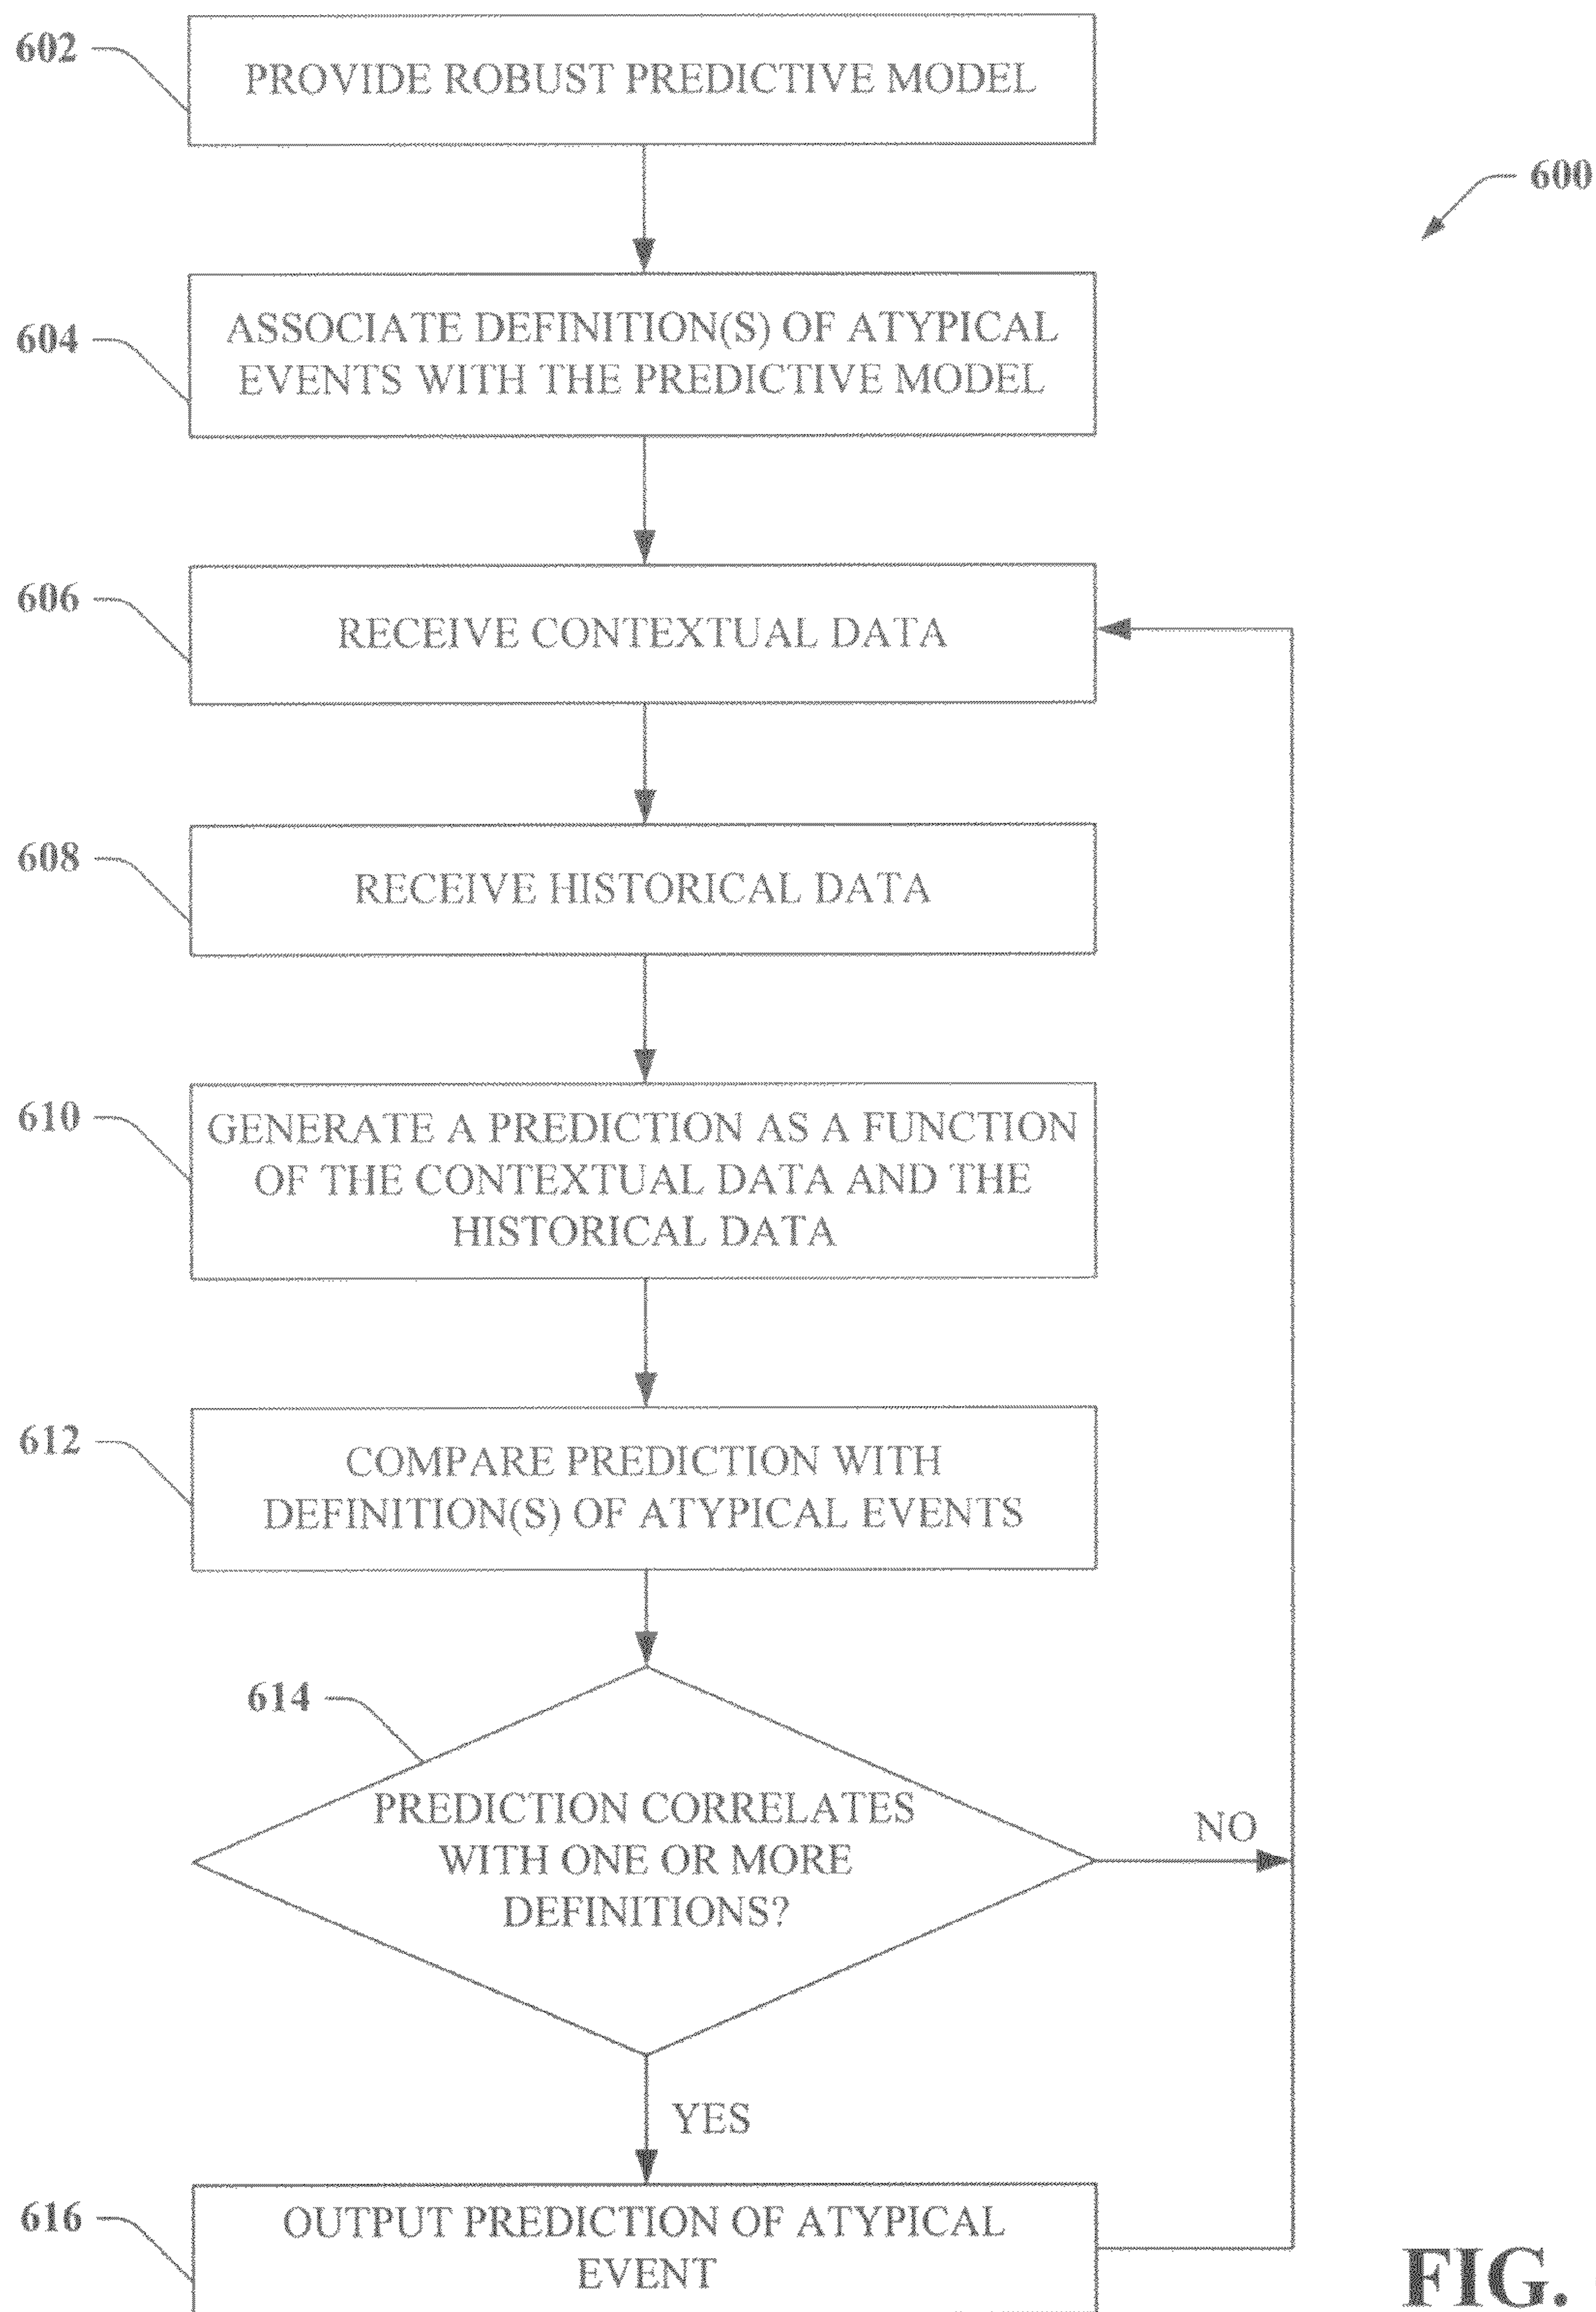 602
PROVIDE ROBUST PREDICTIVE MODEL
600
604
ASSOCIATE DEFINITION(S) OF ATYPICAL
EVENTS WITH THE PREDICTIVE MODEL
606
RECEIVE CONTEXTUAL DATA
608
RECEIVE HISTORICAL DATA
610
GENERATE A PREDICTION AS A FUNCTION
OF THE CONTEXTUAL DATA AND THE
HISTORICAL DATA
612
COMPARE PREDICTION WITH
DEFINITION(S) OF ATYPICAL EVENTS
614
PREDICTION CORRELATES
WITH ONE OR MORE
DEFINITIONS?
NO
YES
616
OUTPUT PREDICTION OF ATYPICAL
EVENT
FIG.